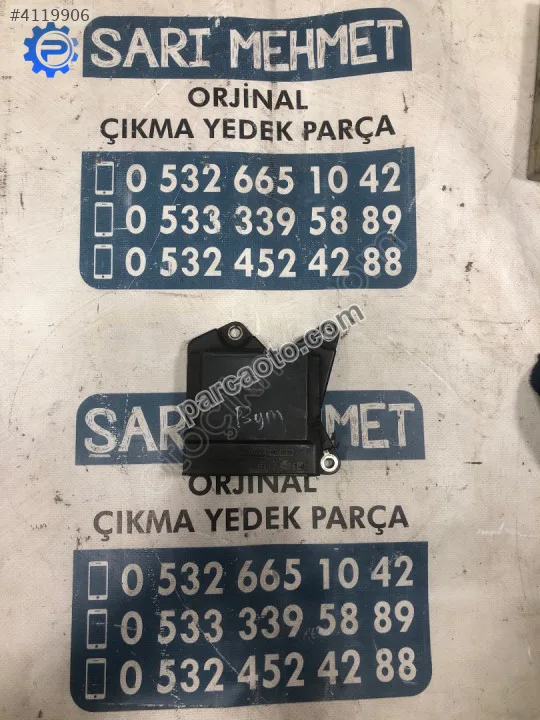 #4119906
SARI MEHMET
ORJİNAL
ÇIKMA YEDEK PARÇA
0 532 665 10 42
0 533 339 58 89
0 532 452 42 88
parcaoto.com
Bym
SARI MEHMET
ORJİNAL
ÇIKMA YEDEK PARÇA
0 532 665 10 42
0 533 339 58 89
0 532 452 42 88